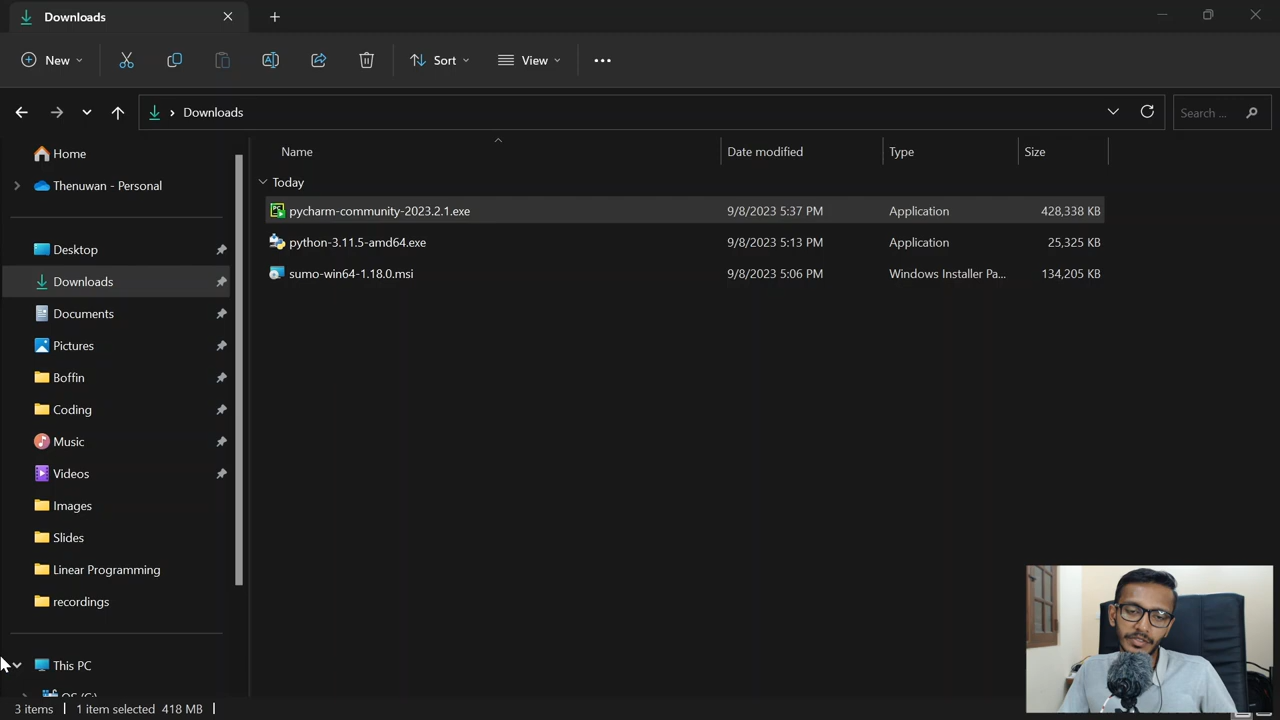 Downloads
New
Sort
View
Downloads
Search ...
Home
Thenuwan - Personal
Desktop
Downloads
Documents
Pictures
Boffin
Coding
Music
Videos
Images
Slides
Linear Programming
recordings
This PC
OS (C:)
Name Date modified Type Size
Today
pycharm-community-2023.2.1.exe 9/8/2023 5:37 PM Application 428,338 KB
python-3.11.5-amd64.exe 9/8/2023 5:13 PM Application 25,325 KB
sumo-win64-1.18.0.msi 9/8/2023 5:06 PM Windows Installer Pa... 134,205 KB
3 items 1 item selected 418 MB